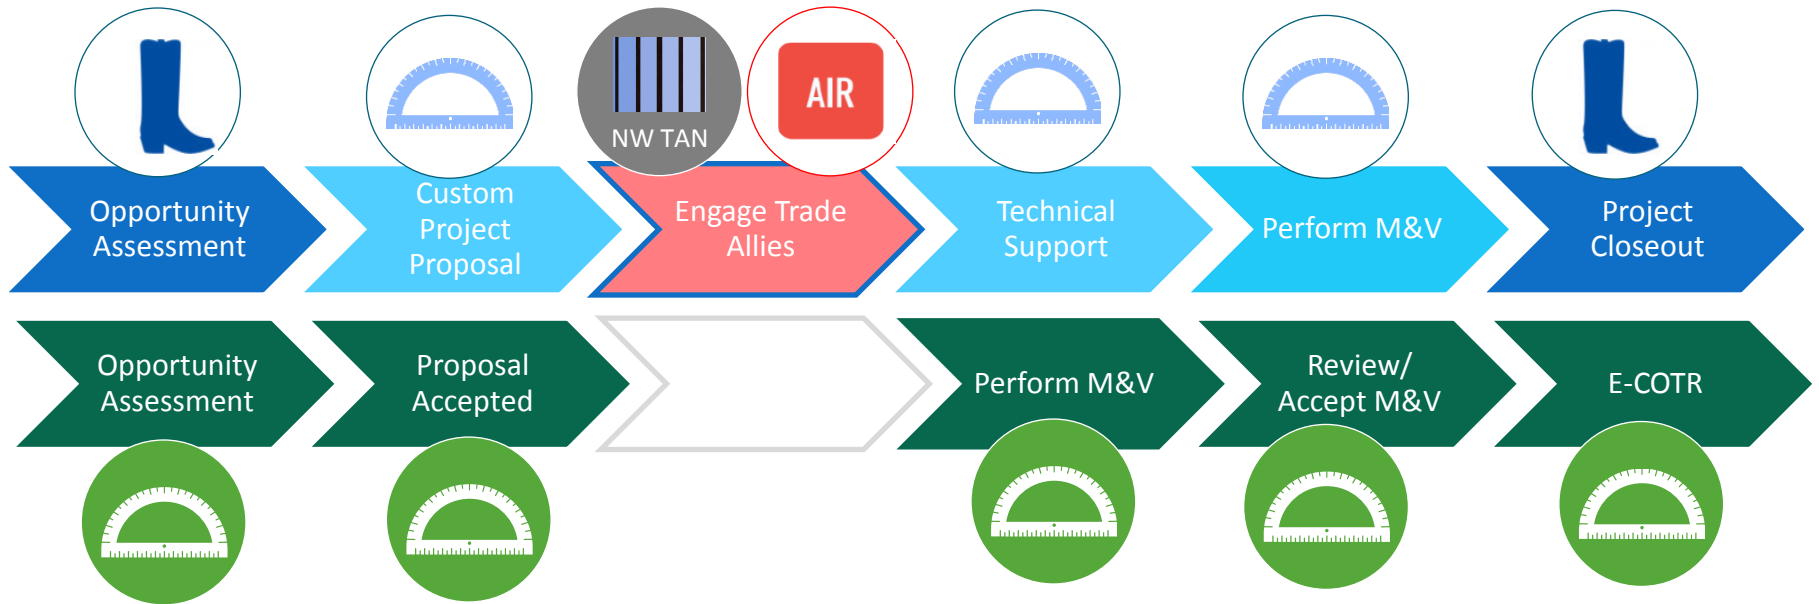 NW TAN
AIR
Opportunity
Assessment
Custom
Project
Proposal
Engage Trade
Allies
Technical
Support
Perform M&V
Project
Closeout
Opportunity
Assessment
Proposal
Accepted
Perform M&V
Review/
Accept M&V
E-COTR